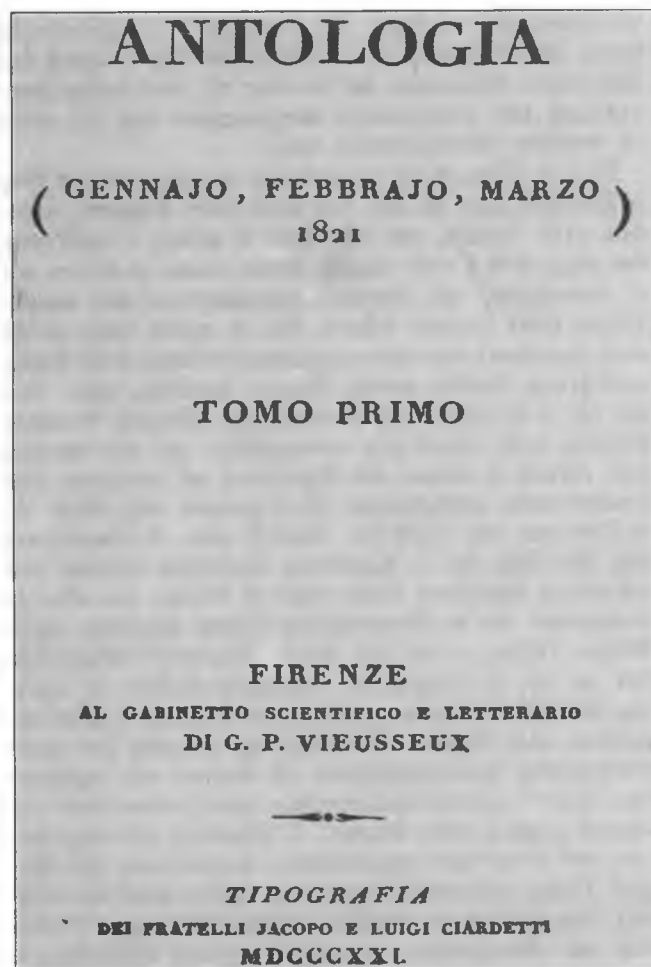 ANTOLOGIA
( GENNAJO, FEBBRAJO, MARZO )
1821
TOMO PRIMO
FIRENZE
AL GABINETTO SCIENTIFICO E LETTERARIO
DI G. P. VIEUSSEUX
TIPOGRAFIA
DEI FRATELLI JACOPO E LUIGI CIARDETTI
MDCCCXXI.